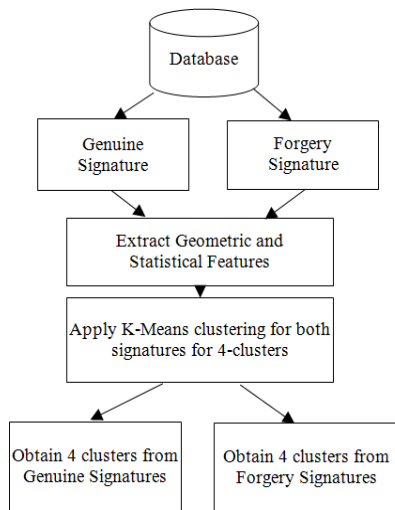 Database
Genuine
Signature
Forgery
Signature
Extract Geometric and
Statistical Features
Apply K-Means clustering for both
signatures for 4-clusters
Obtain 4 clusters from
Genuine Signatures
Obtain 4 clusters from
Forgery Signatures